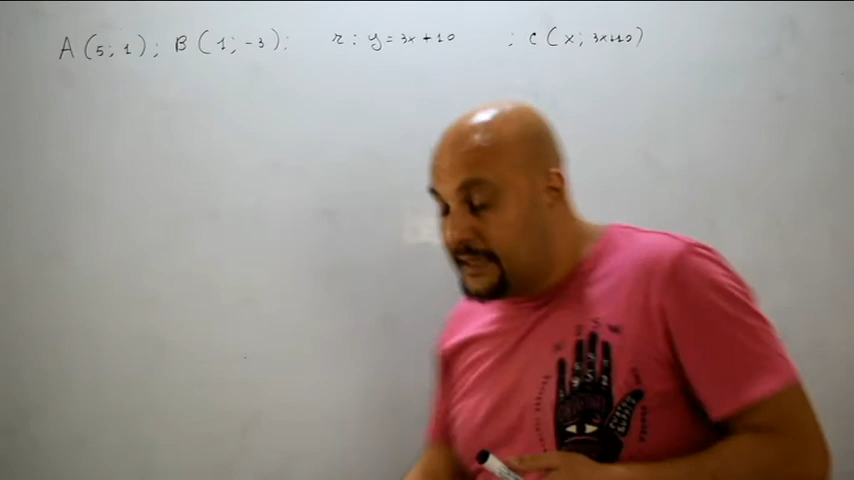 A (5; 1); B (1; -3); r: y = 3x+10 ; C (x; 3x+10)